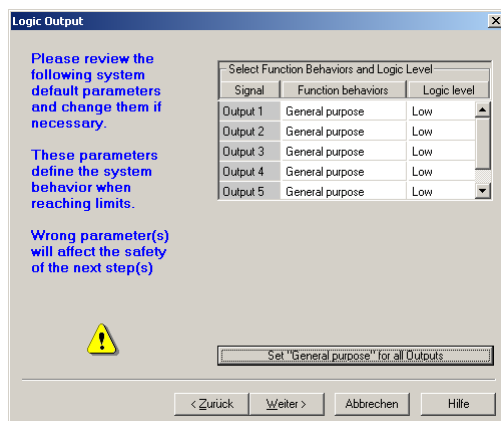 Logic Output
Please review the
following system
default parameters
and change them if
necessary.
These parameters
define the system
behavior when
reaching limits.
Wrong parameter(s)
will affect the safety
of the next step(s)
Select Function Behaviors and Logic Level
Signal Function behaviors Logic level
Output 1 General purpose Low
Output 2 General purpose Low
Output 3 General purpose Low
Output 4 General purpose Low
Output 5 General purpose Low
Set "General purpose" for all Outputs
< Zurück Weiter > Abbrechen Hilfe